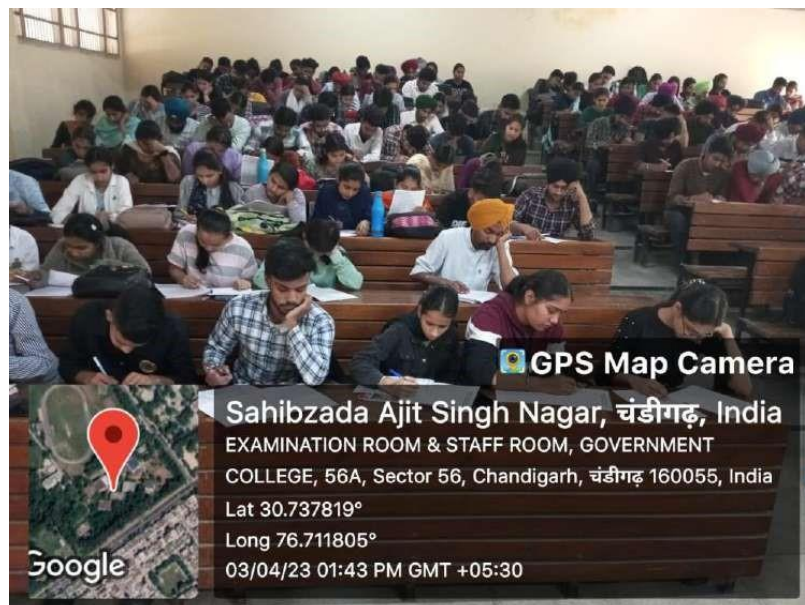 GPS Map Camera
Sahibzada Ajit Singh Nagar, चंडीगढ़, India
EXAMINATION ROOM & STAFF ROOM, GOVERNMENT
COLLEGE, 56A, Sector 56, Chandigarh, चंडीगढ़ 160055, India
Lat 30.737819°
Long 76.711805°
03/04/23 01:43 PM GMT +05:30
Google